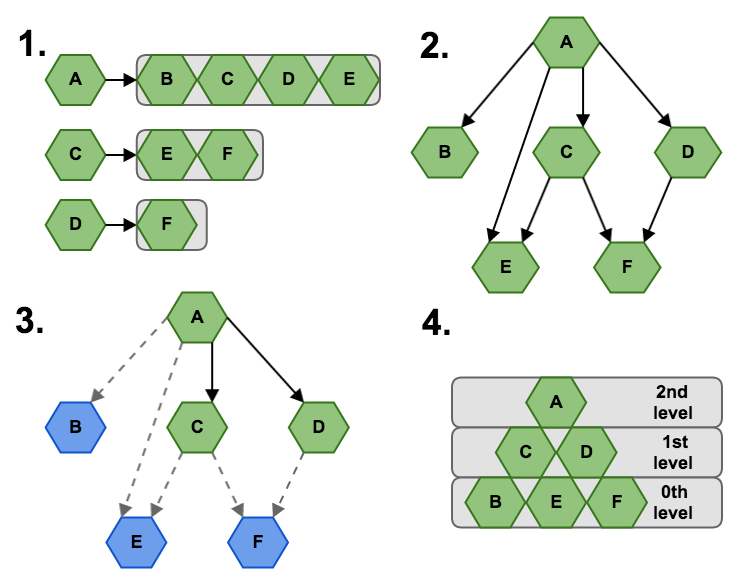 1.
A B C D E
C E F
D F
2.
A
B C D
E F
3.
A
B C D
E F
4.
A 2nd
level
C D 1st
level
B E F 0th
level